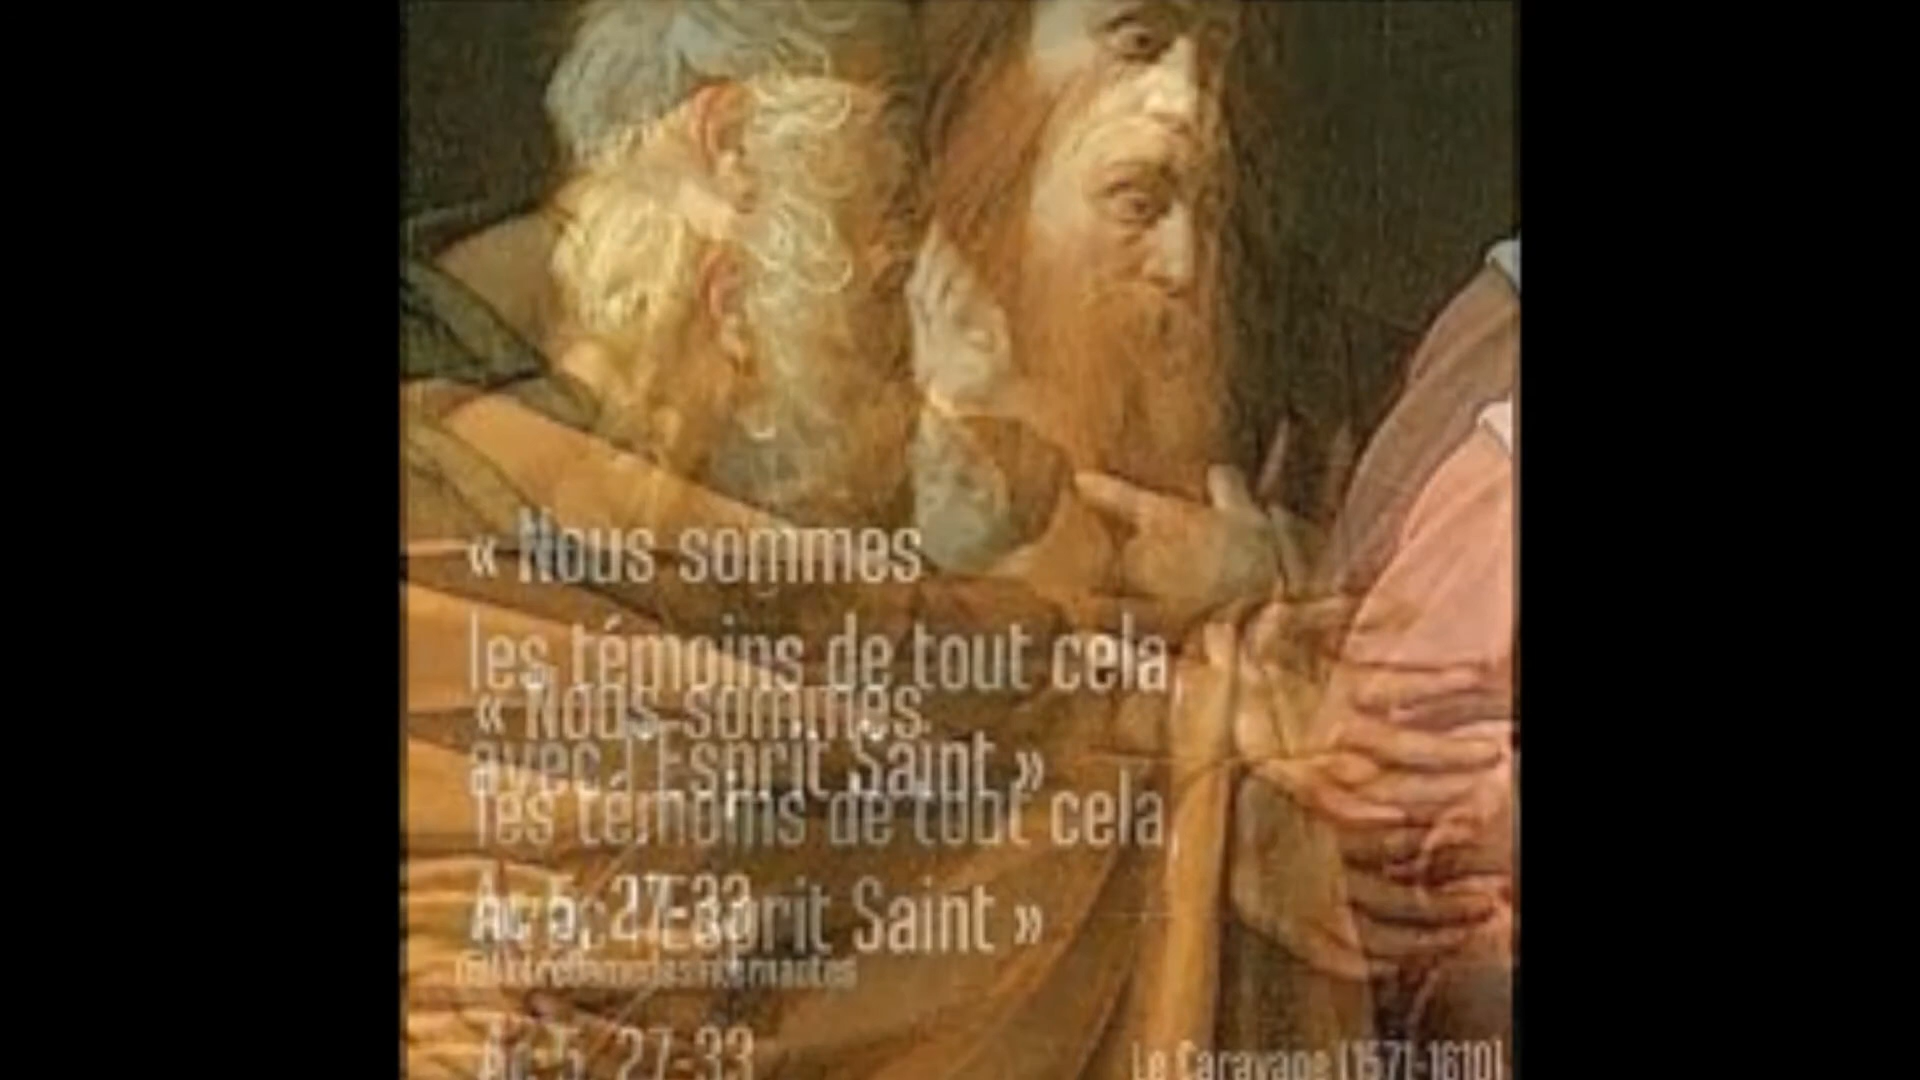 « Nous sommes
les témoins de tout cela,
« Nous sommes
avec l'Esprit Saint »
les témoins de tout cela,
Ac 5, 27-33
avec l'Esprit Saint »
Ac 5, 27-33
Le Caravage (1571-1610)